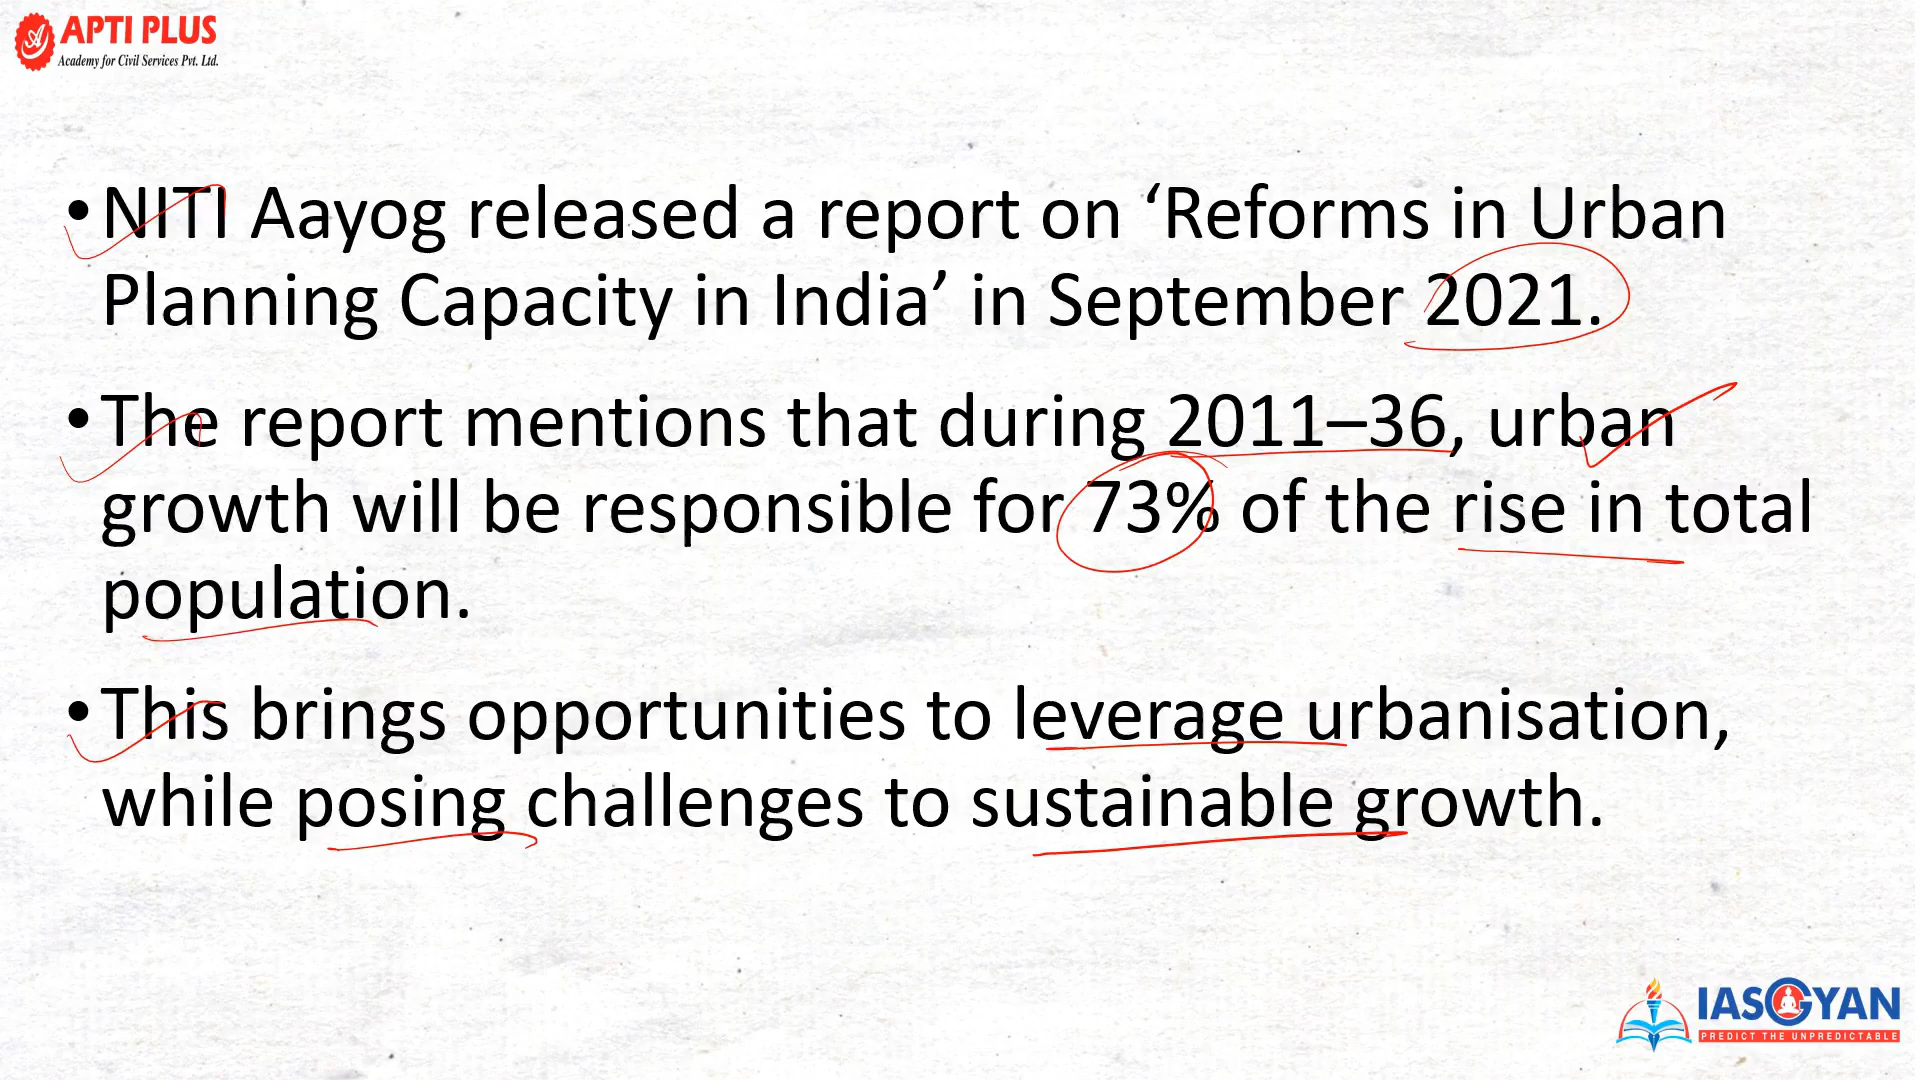 APTI PLUS
Academy for Civil Services Pvt. Ltd.
•NITI Aayog released a report on ‘Reforms in Urban
Planning Capacity in India’ in September 2021.
•The report mentions that during 2011–36, urban
growth will be responsible for 73% of the rise in total
population.
•This brings opportunities to leverage urbanisation,
while posing challenges to sustainable growth.
IASGYAN
PREDICT THE UNPREDICTABLE